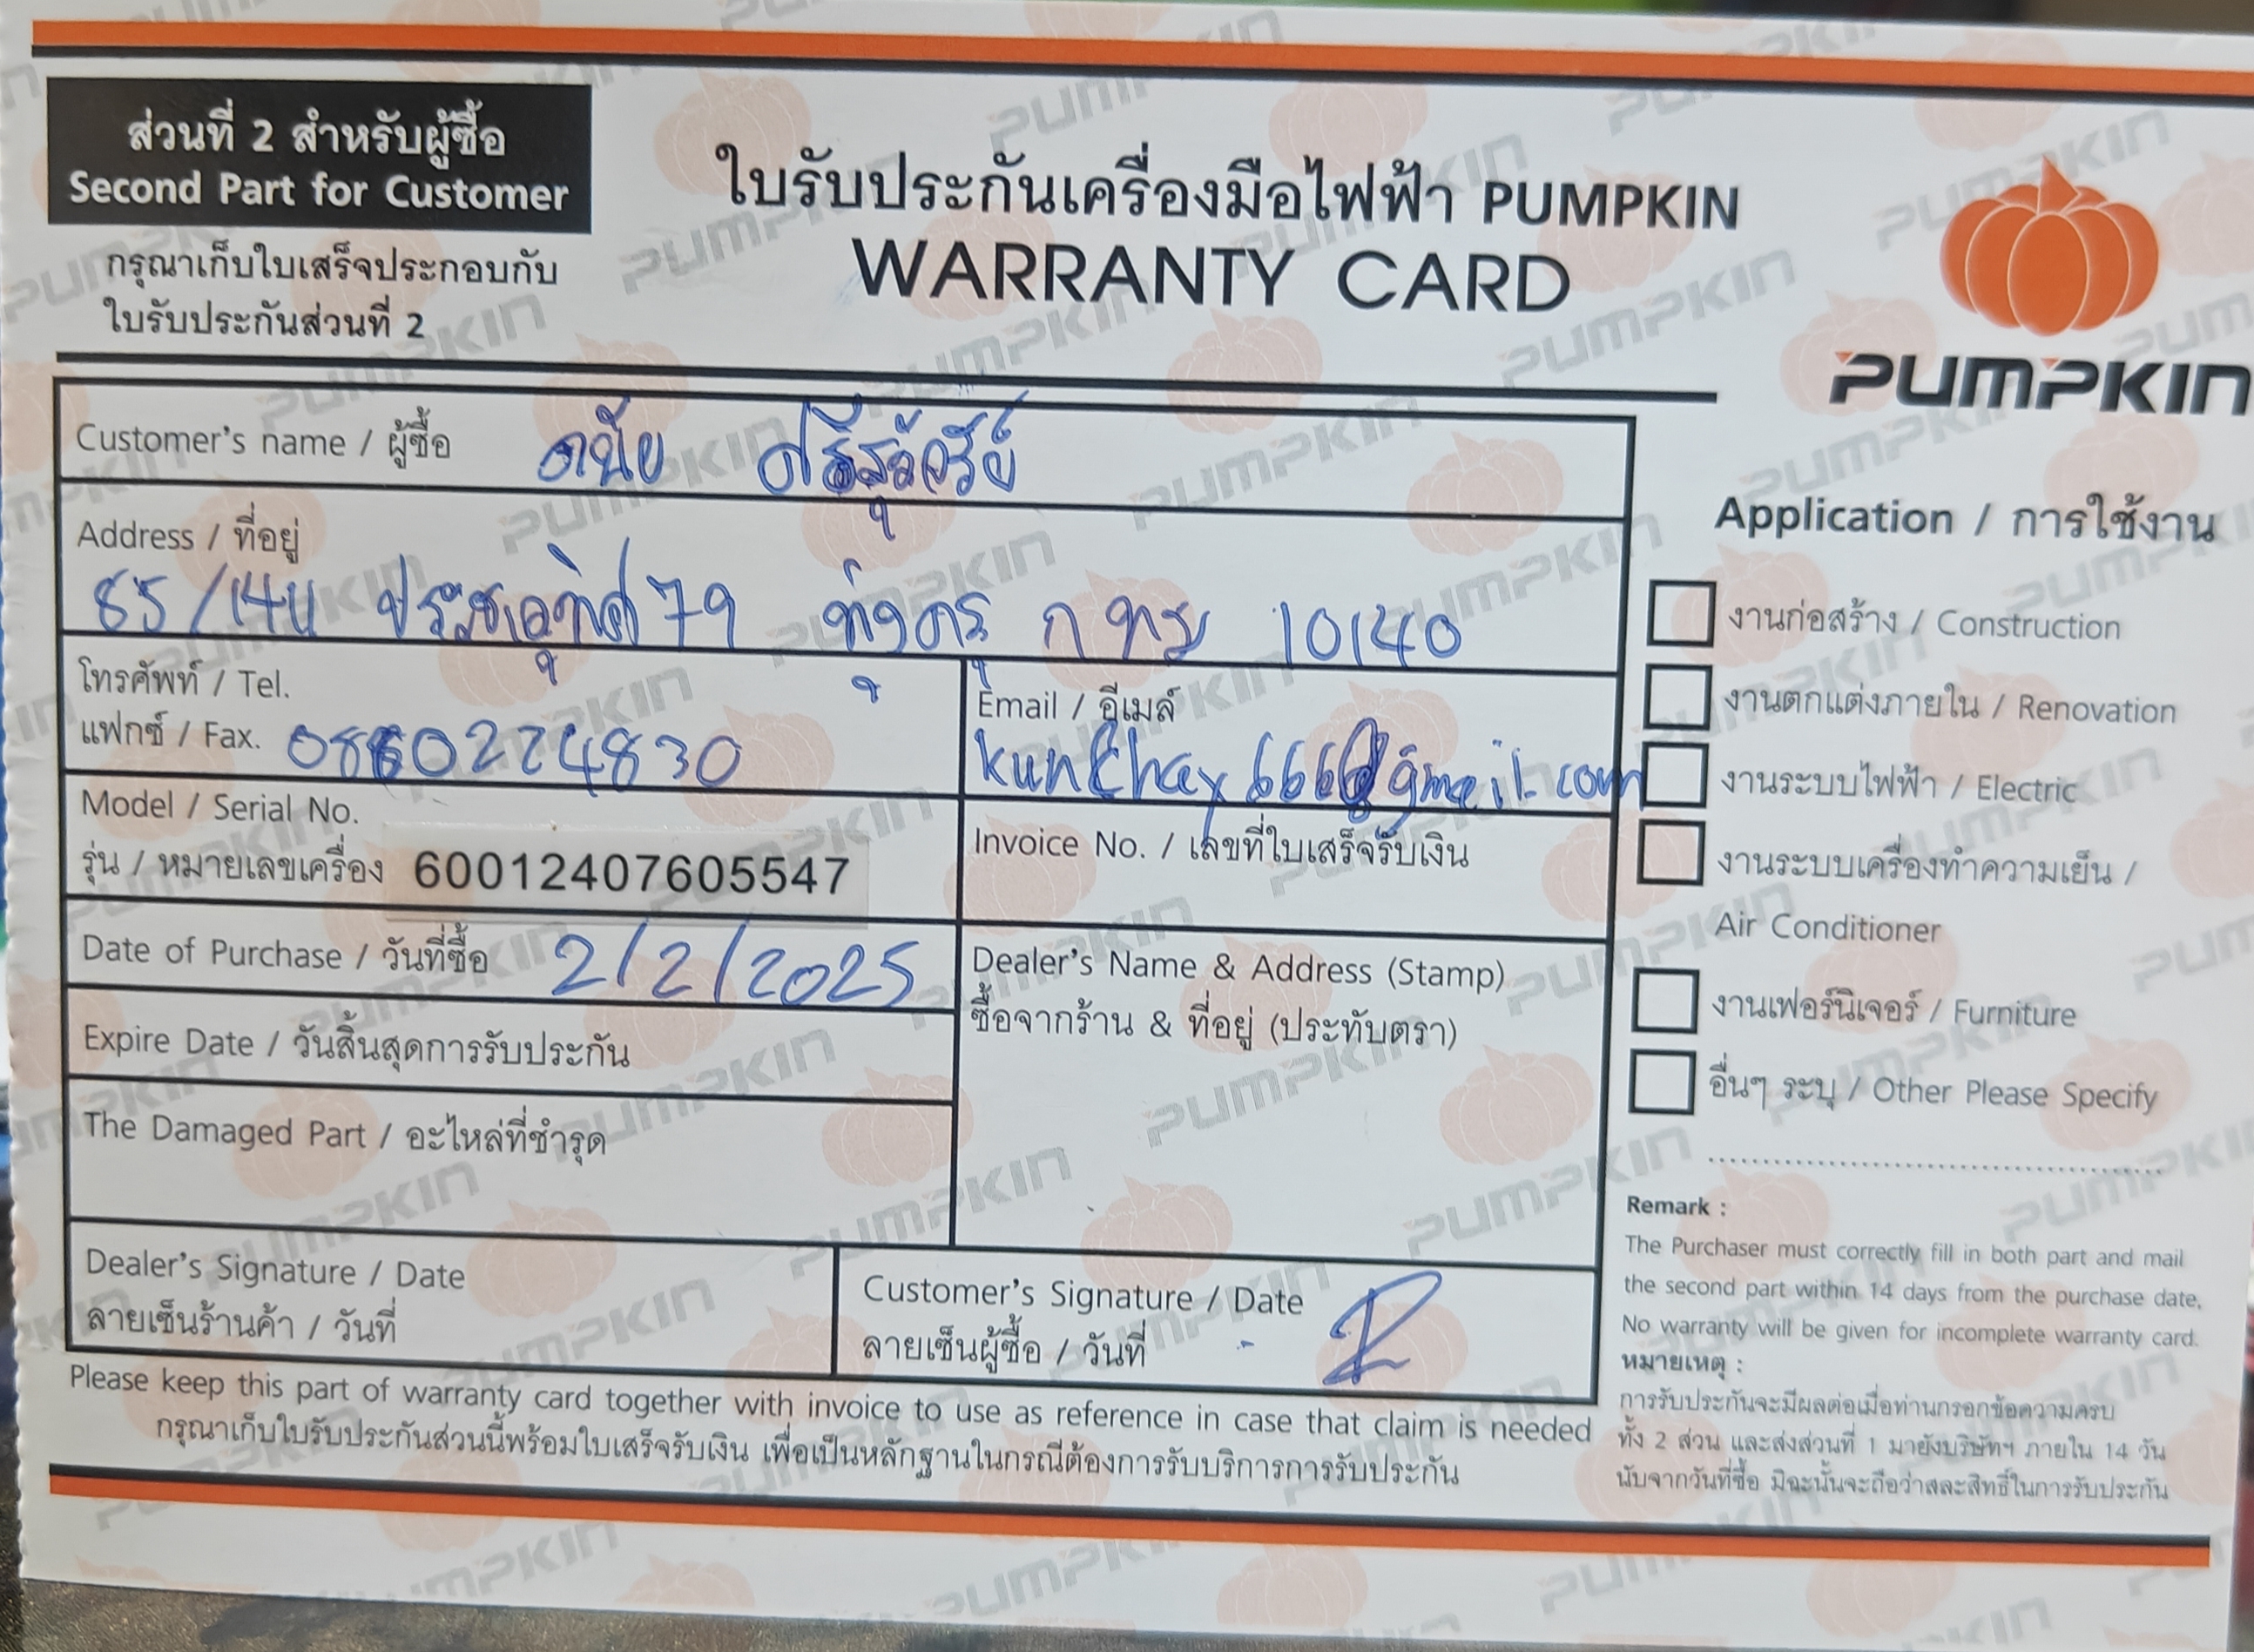 ส่วนที่ 2 สำหรับผู้ซื้อ
Second Part for Customer
กรุณาเก็บใบเสร็จประกอบกับ
ใบรับประกันส่วนที่ 2
ใบรับประกันเครื่องมือไฟฟ้า PUMPKIN
WARRANTY CARD
PUMPKIN
Customer's name / ผู้ซื้อ ดนัย
Address / ที่อยู่
85/144 ประชาอุทิศ 79 ทุ่งครุ กทม 10140
โทรศัพท์ / Tel.
แฟกซ์ / Fax. 0860224830
Email / อีเมล์
Model / Serial No.
รุ่น / หมายเลขเครื่อง 60012407605547
Invoice No. / เลขที่ใบเสร็จรับเงิน
Date of Purchase / วันที่ซื้อ 2/2/2025
Expire Date / วันสิ้นสุดการรับประกัน
The Damaged Part / อะไหล่ที่ชำรุด
Dealer's Name & Address (Stamp)
ซื้อจากร้าน & ที่อยู่ (ประทับตรา)
Dealer's Signature / Date
ลายเซ็นร้านค้า / วันที่
Customer's Signature / Date
ลายเซ็นผู้ซื้อ / วันที่
Please keep this part of warranty card together with invoice to use as reference in case that claim is needed
กรุณาเก็บใบรับประกันส่วนนี้พร้อมใบเสร็จรับเงิน เพื่อเป็นหลักฐานในกรณีต้องการรับบริการการรับประกัน
Application / การใช้งาน
งานก่อสร้าง / Construction
งานตกแต่งภายใน / Renovation
งานระบบไฟฟ้า / Electric
งานระบบเครื่องทำความเย็น /
Air Conditioner
งานเฟอร์นิเจอร์ / Furniture
อื่นๆ ระบุ / Other Please Specify
Remark :
The Purchaser must correctly fill in both part and mail
the second part within 14 days from the purchase date,
No warranty will be given for incomplete warranty card.
หมายเหตุ :
การรับประกันจะมีผลต่อเมื่อท่านกรอกข้อความครบ
ทั้ง 2 ส่วน และส่งส่วนที่ 1 มายังบริษัทฯ ภายใน 14 วัน
นับจากวันที่ซื้อ มิฉะนั้นจะถือว่าสละสิทธิ์ในการรับประกัน